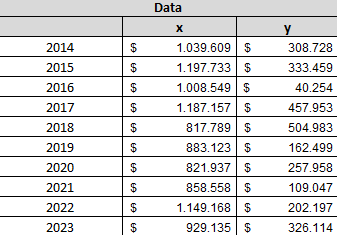 Data
x y
2014 $ 1.039.609 $ 308.728
2015 $ 1.197.733 $ 333.459
2016 $ 1.008.549 $ 40.254
2017 $ 1.187.157 $ 457.953
2018 $ 817.789 $ 504.983
2019 $ 883.123 $ 162.499
2020 $ 821.937 $ 257.958
2021 $ 858.558 $ 109.047
2022 $ 1.149.168 $ 202.197
2023 $ 929.135 $ 326.114